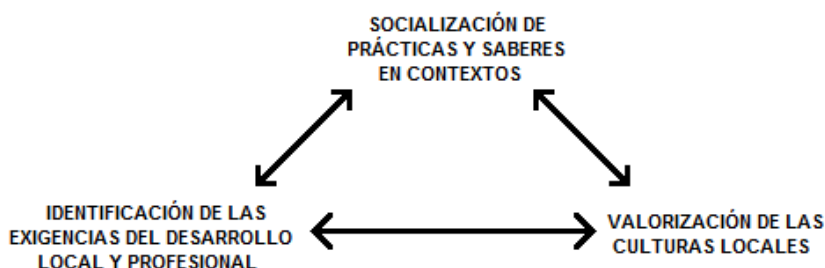 SOCIALIZACIÓN DE
PRÁCTICAS Y SABERES
EN CONTEXTOS
IDENTIFICACIÓN DE LAS
EXIGENCIAS DEL DESARROLLO
LOCAL Y PROFESIONAL
VALORIZACIÓN DE LAS
CULTURAS LOCALES